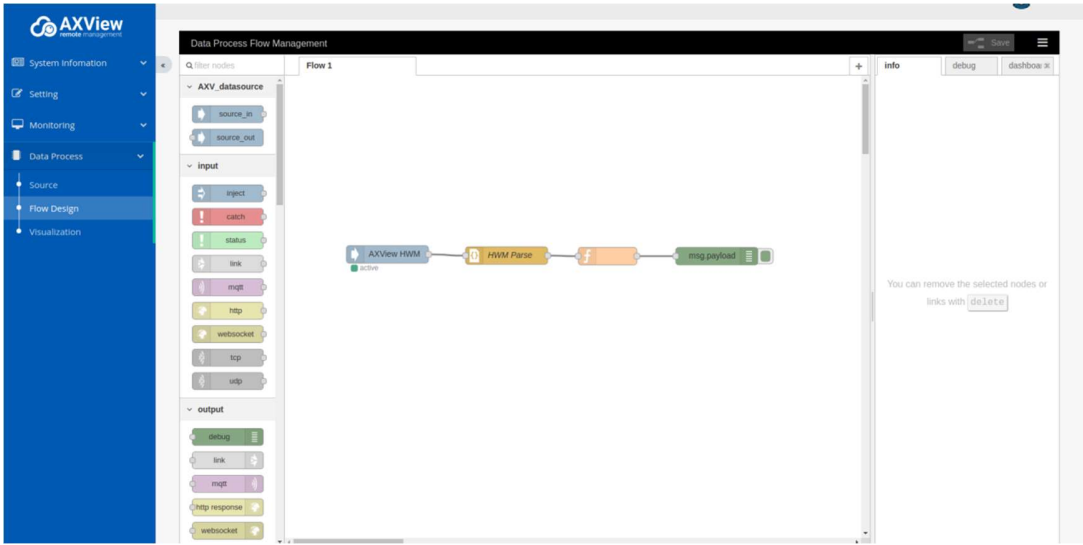 AXView
remote management
System Infomation
Setting
Monitoring
Data Process
Source
Flow Design
Visualization
Data Process Flow Management
Save
filter nodes
AXV_datasource
source_in
source_out
input
inject
catch
status
link
mqtt
http
websocket
tcp
udp
output
debug
link
mqtt
http response
websocket
Flow 1
+
AXView HWM
active
HWM Parse
f
msg.payload
info
debug
dashboar
You can remove the selected nodes or
links with delete